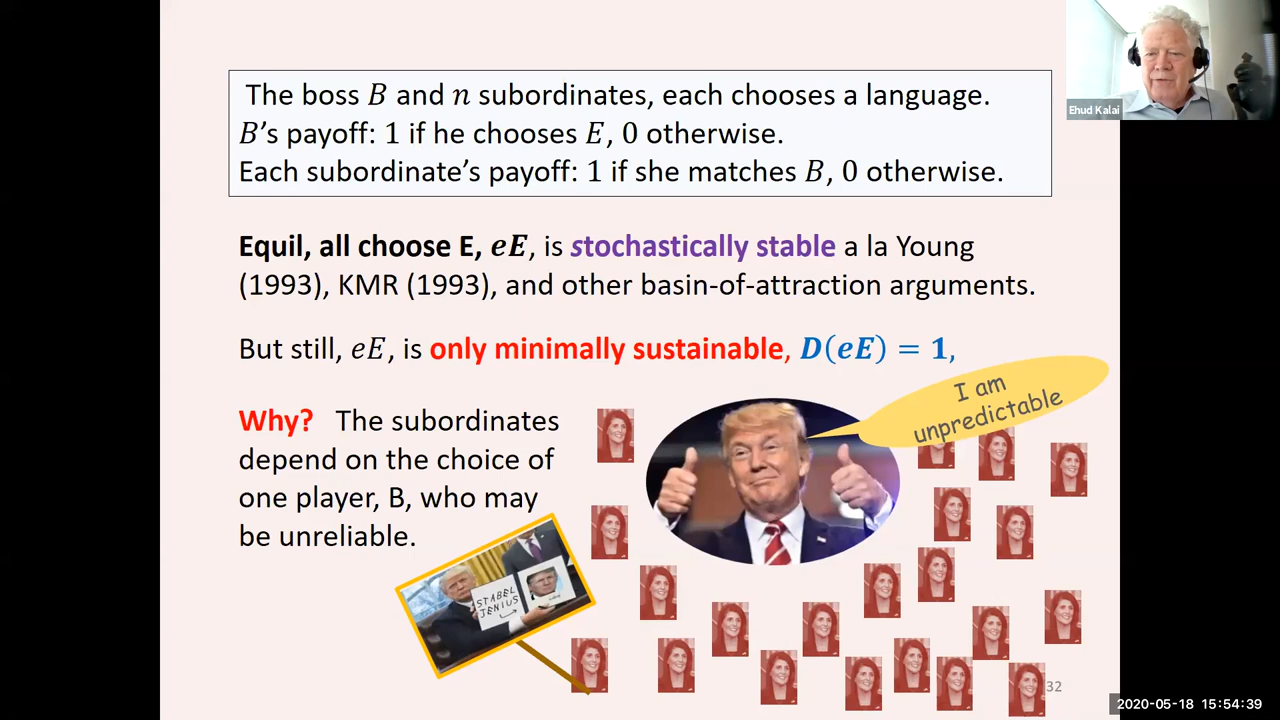 The boss B and n subordinates, each chooses a language.
B's payoff: 1 if he chooses E, 0 otherwise.
Each subordinate's payoff: 1 if she matches B, 0 otherwise.
Ehud Kalai
Equil, all choose E, eE, is stochastically stable a la Young
(1993), KMR (1993), and other basin-of-attraction arguments.
But still, eE, is only minimally sustainable, D(eE) = 1,
I am
unpredictable
Why? The subordinates
depend on the choice of
one player, B, who may
be unreliable.
STABEL
JENIUS
32
2020-05-18 15:54:39